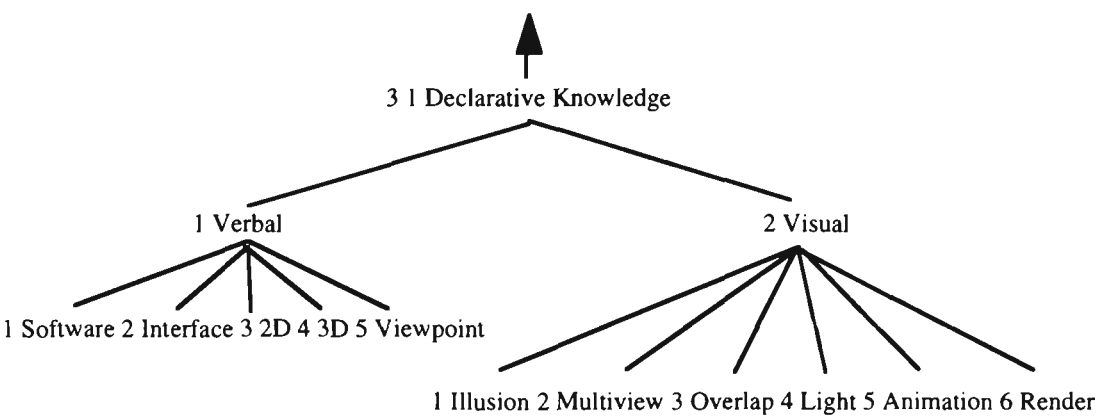 3 1 Declarative Knowledge
1 Verbal
2 Visual
1 Software 2 Interface 3 2D 4 3D 5 Viewpoint
1 Illusion 2 Multiview 3 Overlap 4 Light 5 Animation 6 Render